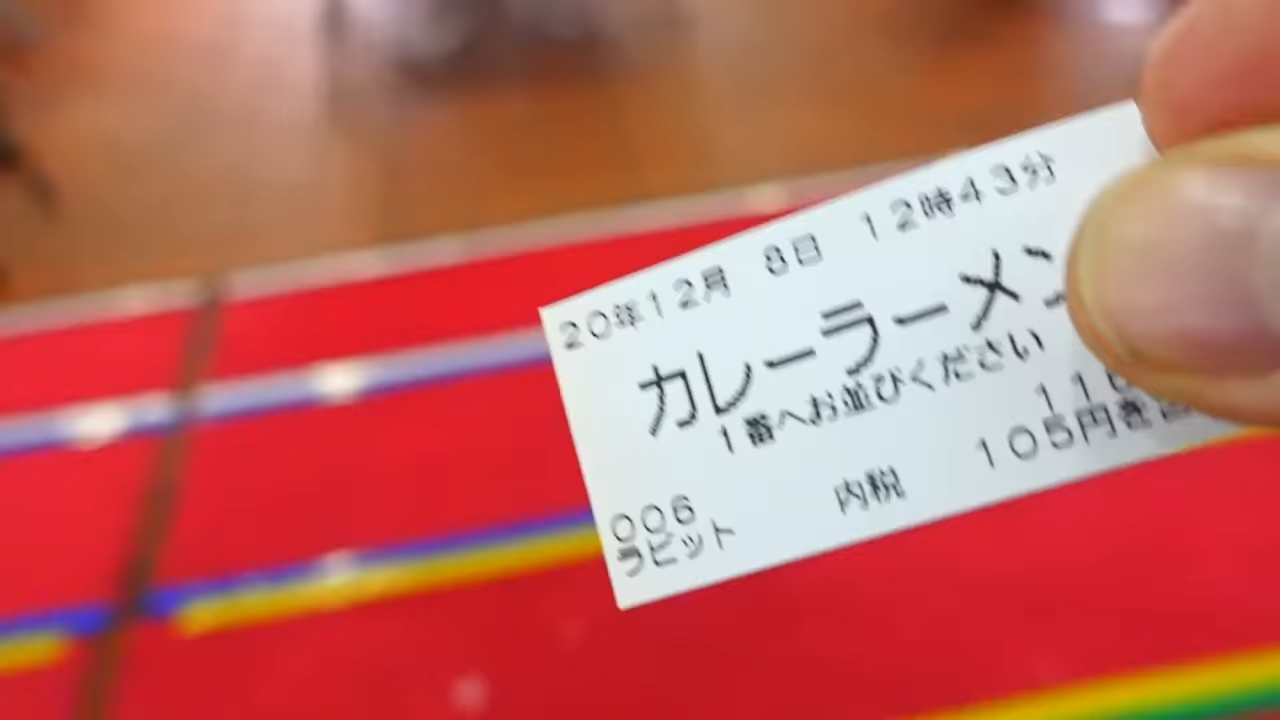 20年12月 8日 12時43分
カレーラーメン
1番へお並びください
006
ラビット 内税 105円